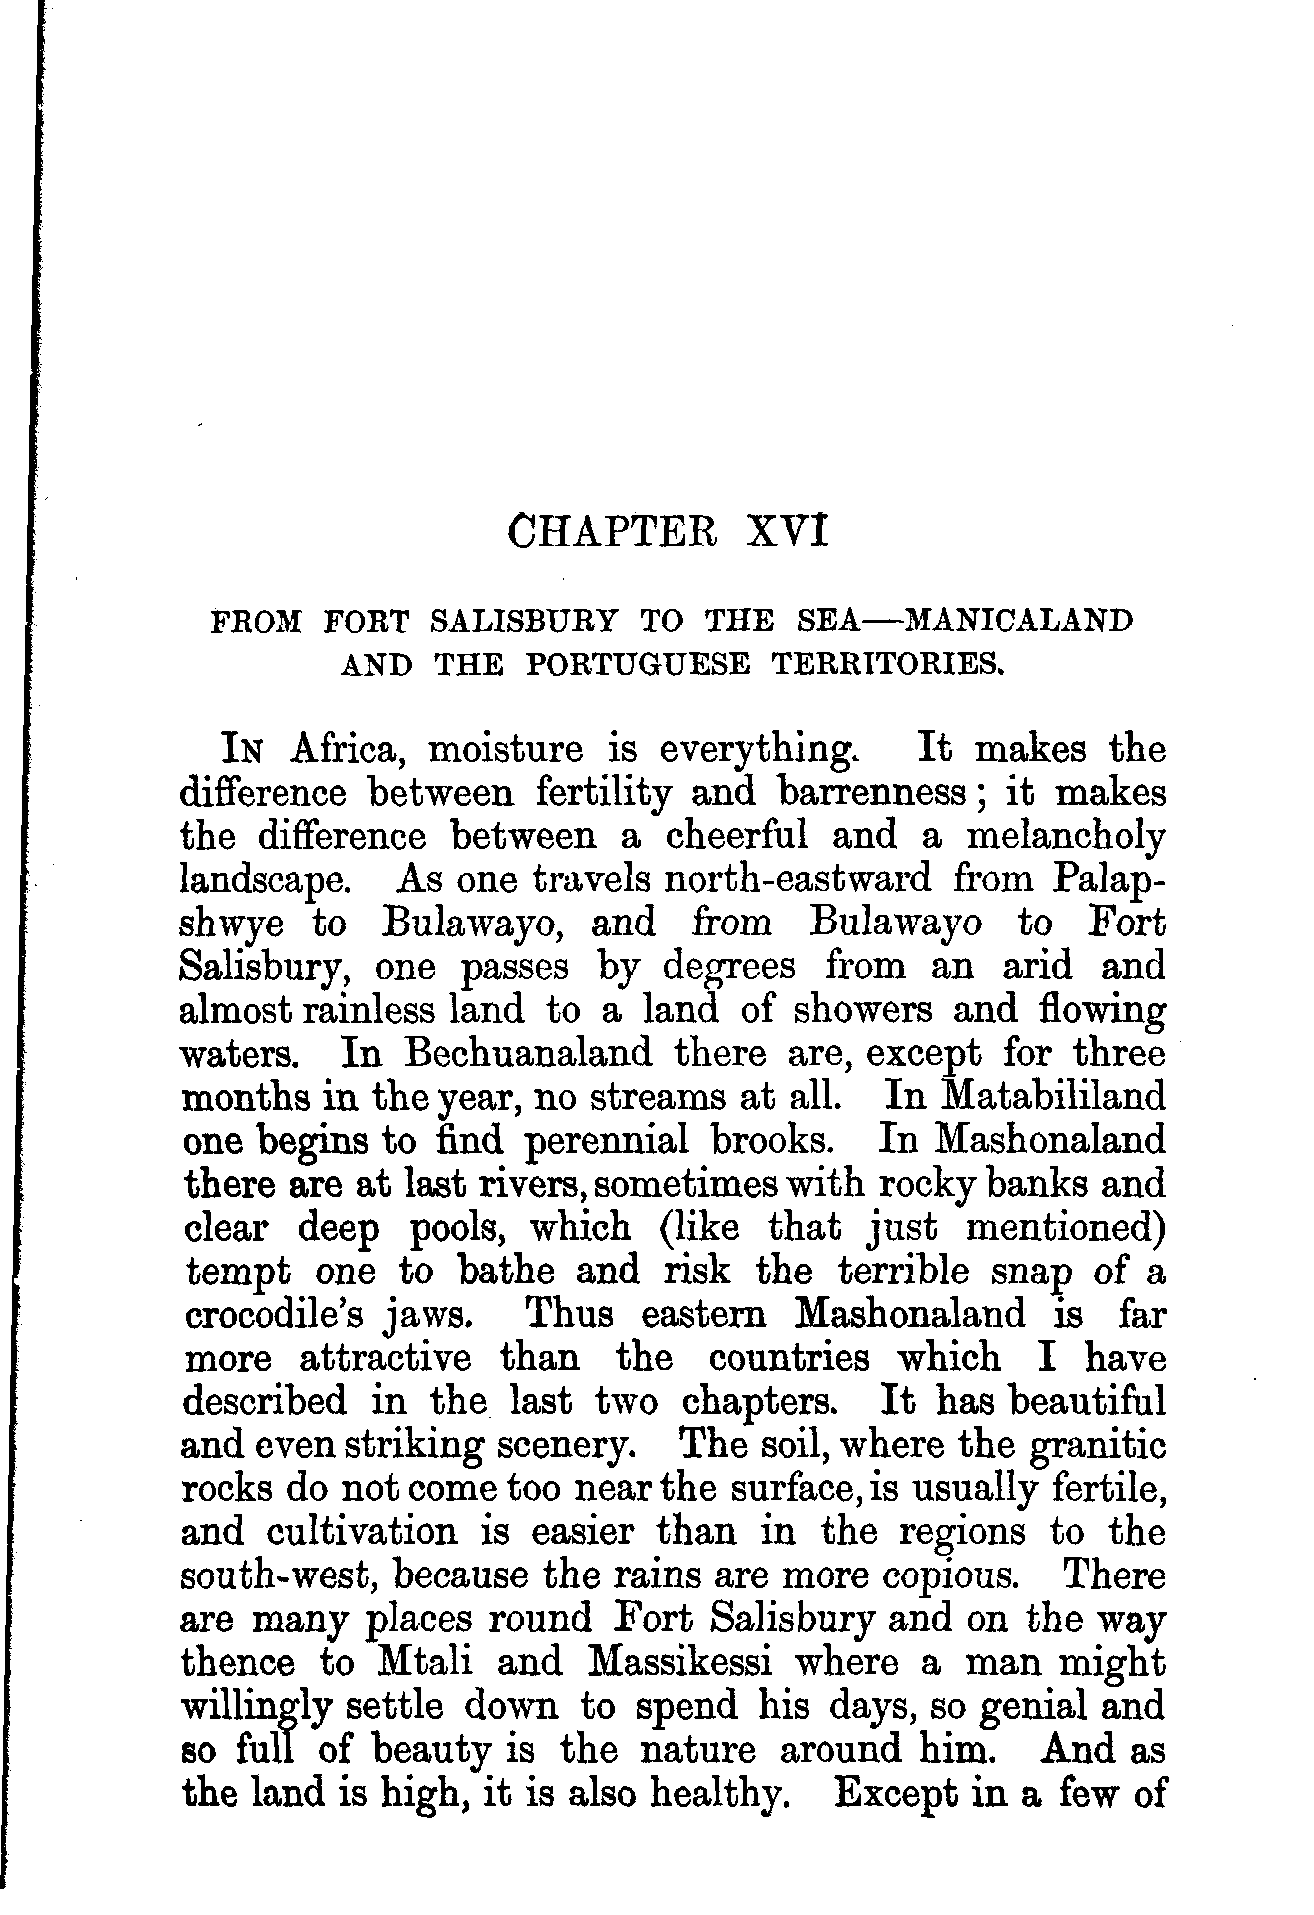 CHAPTER XVI
FROM FORT SALISBURY TO THE SEA—MANICALAND
AND THE PORTUGUESE TERRITORIES.
IN Africa, moisture is everything. It makes the
difference between fertility and barrenness; it makes
the difference between a cheerful and a melancholy
landscape. As one travels north-eastward from Palap-
shwye to Bulawayo, and from Bulawayo to Fort
Salisbury, one passes by degrees from an arid and
almost rainless land to a land of showers and flowing
waters. In Bechuanaland there are, except for three
months in the year, no streams at all. In Matabililand
one begins to find perennial brooks. In Mashonaland
there are at last rivers, sometimes with rocky banks and
clear deep pools, which (like that just mentioned)
tempt one to bathe and risk the terrible snap of a
crocodile's jaws. Thus eastern Mashonaland is far
more attractive than the countries which I have
described in the last two chapters. It has beautiful
and even striking scenery. The soil, where the granitic
rocks do not come too near the surface, is usually fertile,
and cultivation is easier than in the regions to the
south-west, because the rains are more copious. There
are many places round Fort Salisbury and on the way
thence to Mtali and Massikessi where a man might
willingly settle down to spend his days, so genial and
so full of beauty is the nature around him. And as
the land is high, it is also healthy. Except in a few of